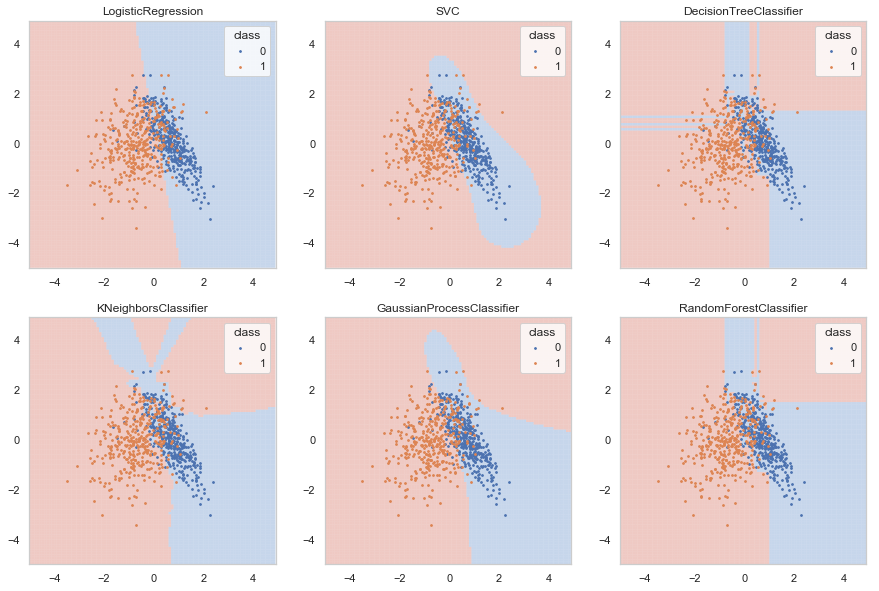 LogisticRegression
SVC
DecisionTreeClassifier
4
2
0
−2
−4
−4 −2 0 2 4
class
0
1
4
2
0
−2
−4
−4 −2 0 2 4
class
0
1
4
2
0
−2
−4
−4 −2 0 2 4
class
0
1
KNeighborsClassifier
GaussianProcessClassifier
RandomForestClassifier
4
2
0
−2
−4
−4 −2 0 2 4
class
0
1
4
2
0
−2
−4
−4 −2 0 2 4
class
0
1
4
2
0
−2
−4
−4 −2 0 2 4
class
0
1